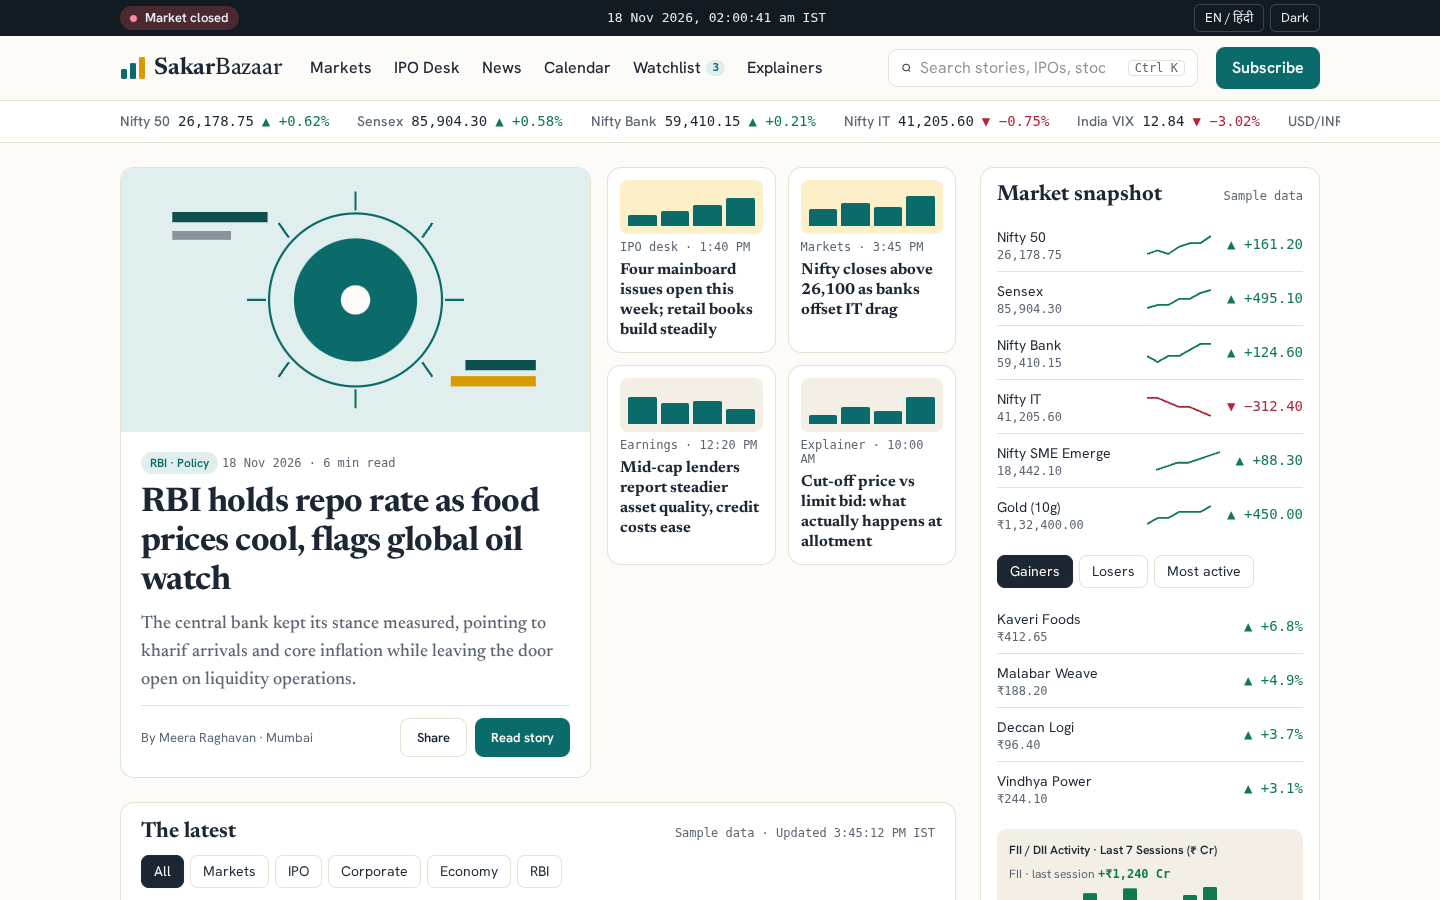 Market closed
18 Nov 2026, 02:00:41 am IST
EN / हिंदी
Dark
SakarBazaar
Markets
IPO Desk
News
Calendar
Watchlist 3
Explainers
Search stories, IPOs, stoc
Ctrl K
Subscribe
Nifty 50 26,178.75 ▲ +0.62%
Sensex 85,904.30 ▲ +0.58%
Nifty Bank 59,410.15 ▲ +0.21%
Nifty IT 41,205.60 ▼ −0.75%
India VIX 12.84 ▼ −3.02%
USD/INR
RBI · Policy
18 Nov 2026 · 6 min read
RBI holds repo rate as food
prices cool, flags global oil
watch
The central bank kept its stance measured, pointing to
kharif arrivals and core inflation while leaving the door
open on liquidity operations.
By Meera Raghavan · Mumbai
Share
Read story
IPO desk · 1:40 PM
Four mainboard
issues open this
week; retail books
build steadily
Markets · 3:45 PM
Nifty closes above
26,100 as banks
offset IT drag
Earnings · 12:20 PM
Mid-cap lenders
report steadier
asset quality, credit
costs ease
Explainer · 10:00
AM
Cut-off price vs
limit bid: what
actually happens at
allotment
Market snapshot
Sample data
Nifty 50
26,178.75
▲ +161.20
Sensex
85,904.30
▲ +495.10
Nifty Bank
59,410.15
▲ +124.60
Nifty IT
41,205.60
▼ −312.40
Nifty SME Emerge
18,442.10
▲ +88.30
Gold (10g)
₹1,32,400.00
▲ +450.00
Gainers
Losers
Most active
Kaveri Foods
₹412.65
▲ +6.8%
Malabar Weave
₹188.20
▲ +4.9%
Deccan Logi
₹96.40
▲ +3.7%
Vindhya Power
₹244.10
▲ +3.1%
FII / DII Activity · Last 7 Sessions (₹ Cr)
FII · last session +₹1,240 Cr
The latest
Sample data · Updated 3:45:12 PM IST
All
Markets
IPO
Corporate
Economy
RBI